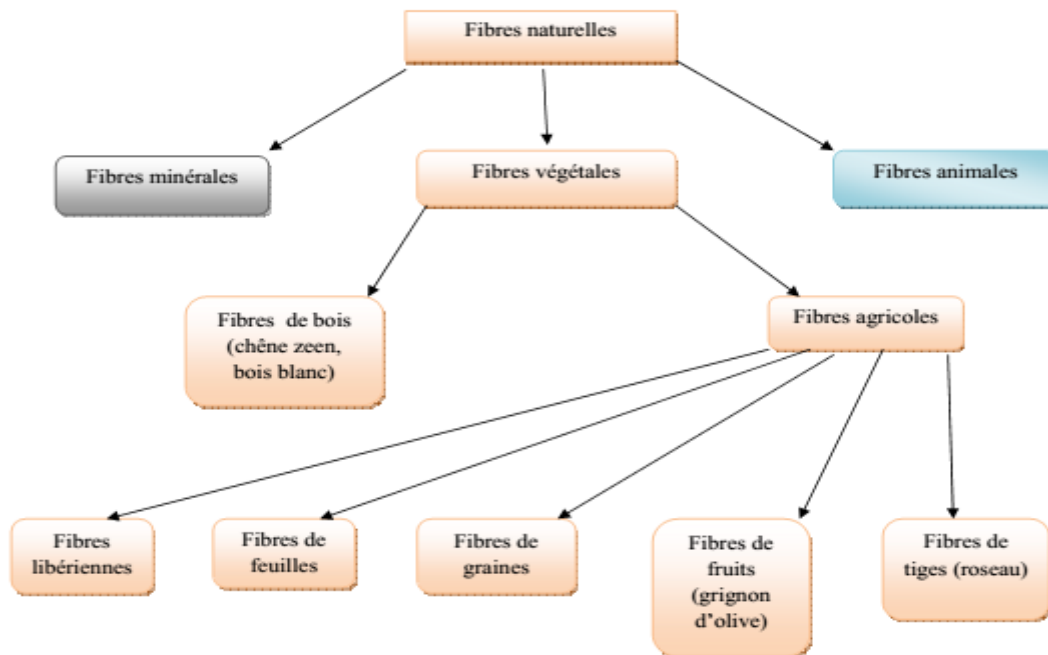 Fibres naturelles
Fibres minérales
Fibres végétales
Fibres animales
Fibres de bois
(chêne zeen,
bois blanc)
Fibres agricoles
Fibres
libériennes
Fibres de
feuilles
Fibres de
graines
Fibres de
fruits
(grignon
d’olive)
Fibres de
tiges (roseau)